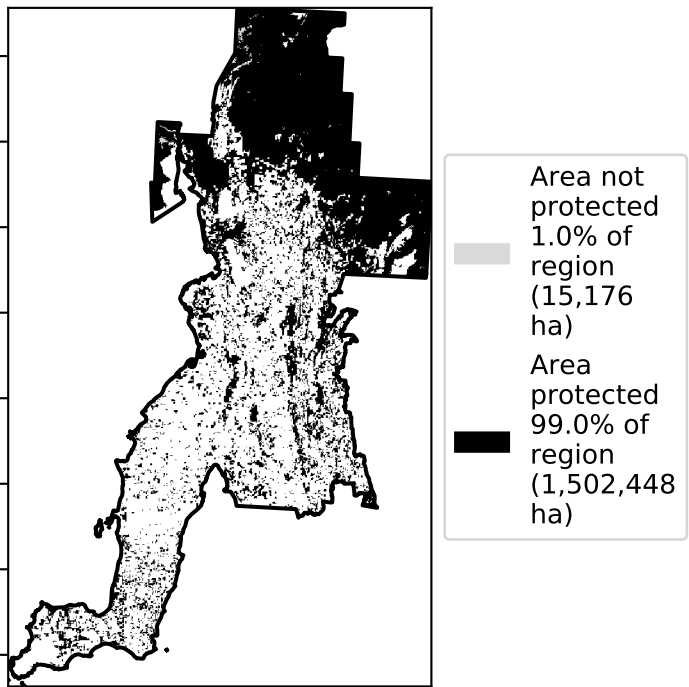 Area not
protected
1.0% of
region
(15,176
ha)
Area
protected
99.0% of
region
(1,502,448
ha)